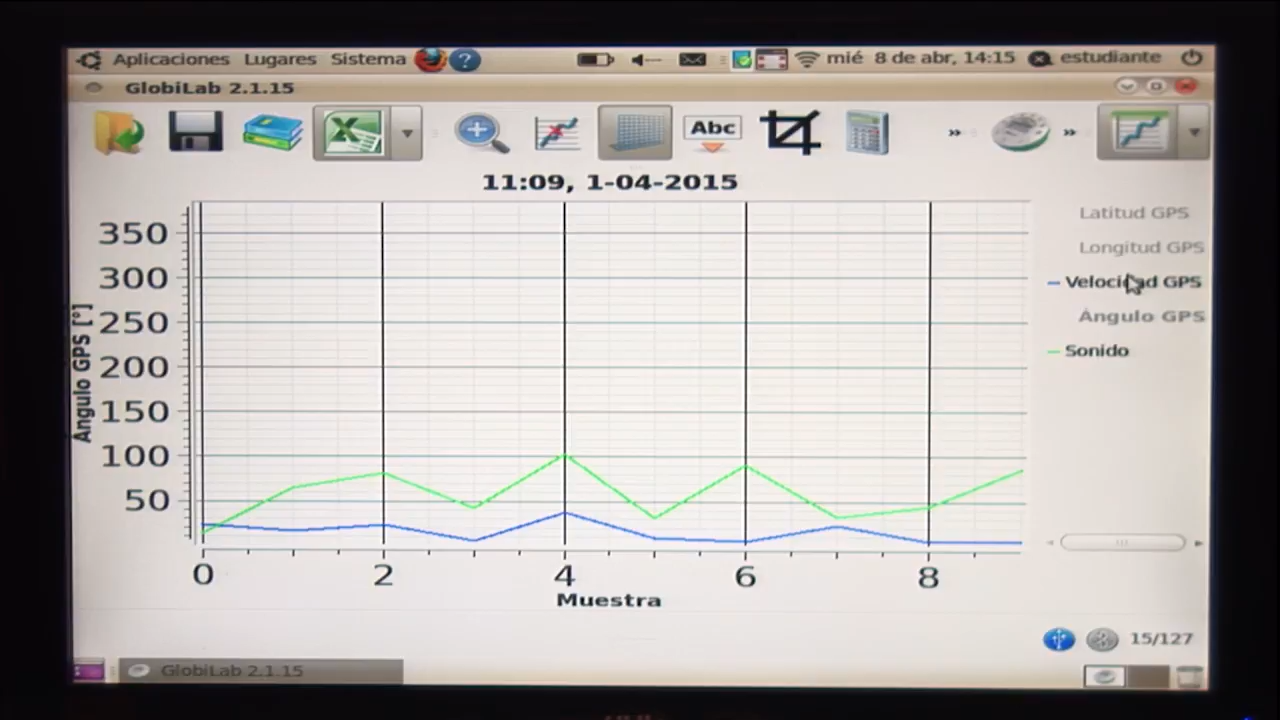 Aplicaciones Lugares Sistema ? mié 8 de abr, 14:15 estudiante
GlobiLab 2.1.15
Abc
11:09, 1-04-2015
Latitud GPS
Longitud GPS
Velocidad GPS
Ángulo GPS
Sonido
Ángulo GPS [°]
350
300
250
200
150
100
50
0 2 4 6 8
Muestra
15/127
GlobiLab 2.1.15